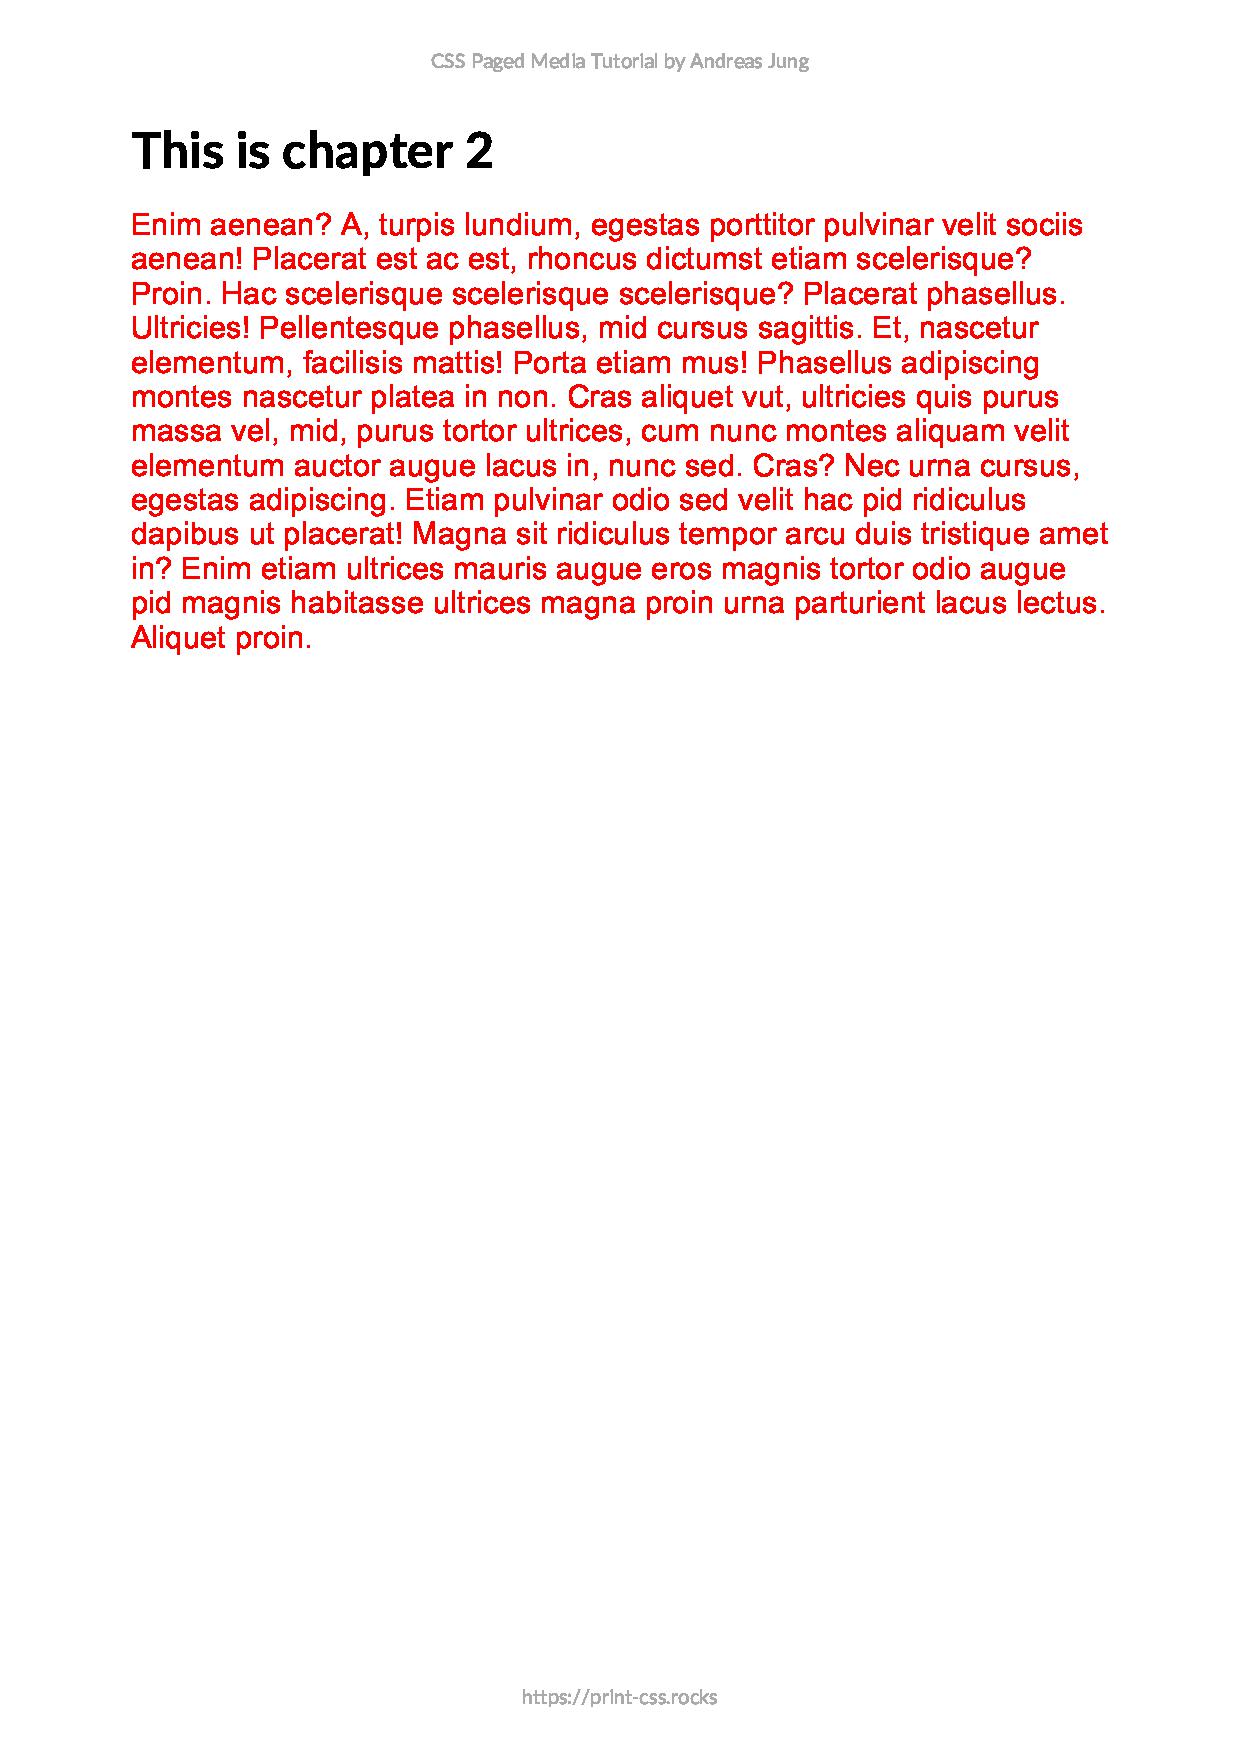 CSS Paged Media Tutorial by Andreas Jung
This is chapter 2
Enim aenean? A, turpis lundium, egestas porttitor pulvinar velit sociis
aenean! Placerat est ac est, rhoncus dictumst etiam scelerisque?
Proin. Hac scelerisque scelerisque scelerisque? Placerat phasellus.
Ultricies! Pellentesque phasellus, mid cursus sagittis. Et, nascetur
elementum, facilisis mattis! Porta etiam mus! Phasellus adipiscing
montes nascetur platea in non. Cras aliquet vut, ultricies quis purus
massa vel, mid, purus tortor ultrices, cum nunc montes aliquam velit
elementum auctor augue lacus in, nunc sed. Cras? Nec urna cursus,
egestas adipiscing. Etiam pulvinar odio sed velit hac pid ridiculus
dapibus ut placerat! Magna sit ridiculus tempor arcu duis tristique amet
in? Enim etiam ultrices mauris augue eros magnis tortor odio augue
pid magnis habitasse ultrices magna proin urna parturient lacus lectus.
Aliquet proin.
https://print-css.rocks